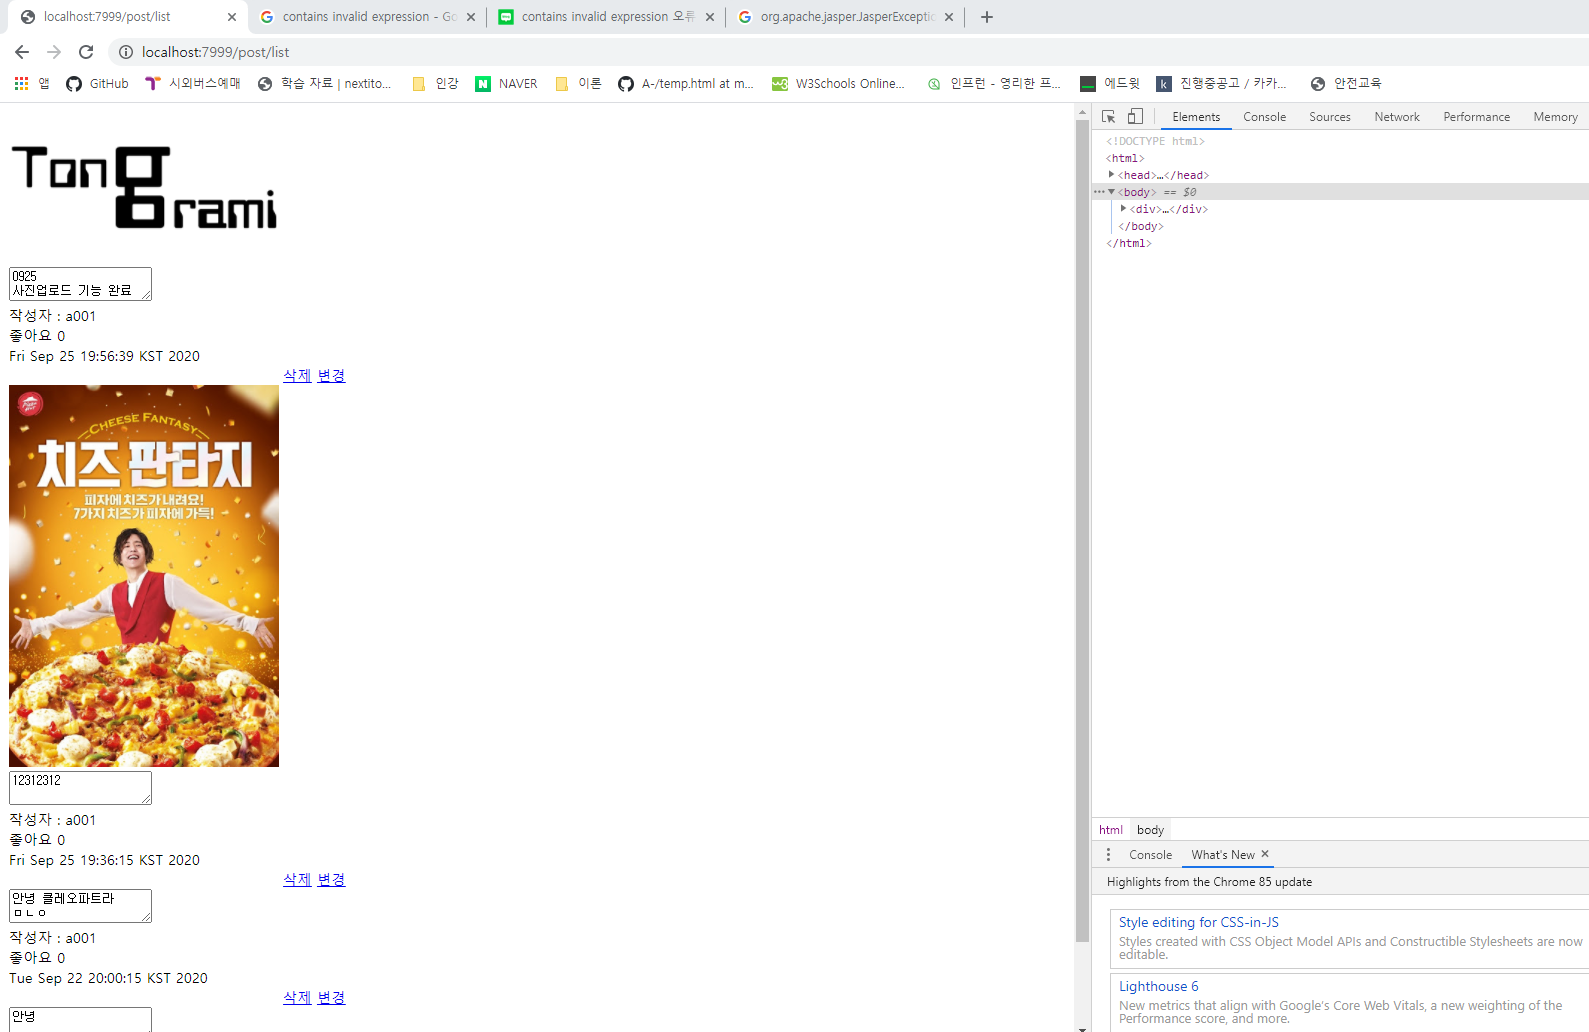 localhost:7999/post/list
contains invalid expression - Go
contains invalid expression 오류
org.apache.jasper.JasperExceptic
localhost:7999/post/list
앱
GitHub
시외버스예매
학습 자료 | nextito...
인강
NAVER
이론
A-/temp.html at m...
W3Schools Online...
인프런 - 영리한 프...
에드윗
진행중공고 / 카카...
안전교육
Tong
grami
0925
사진업로드 기능 완료
작성자 : a001
좋아요 0
Fri Sep 25 19:56:39 KST 2020
삭제 변경
CHEESE FANTASY
치즈 판타지
피자에 치즈가 내려요!
7가지 치즈가 피자에 가득!
12312312
작성자 : a001
좋아요 0
Fri Sep 25 19:36:15 KST 2020
삭제 변경
안녕 클레오파트라
ㅁㄴㅇ
작성자 : a001
좋아요 0
Tue Sep 22 20:00:15 KST 2020
삭제 변경
안녕
Elements
Console
Sources
Network
Performance
Memory
<!DOCTYPE html>
<html>
<head>…</head>
<body> == $0
<div>…</div>
</body>
</html>
html
body
Console
What's New
Highlights from the Chrome 85 update
Style editing for CSS-in-JS
Styles created with CSS Object Model APIs and Constructible Stylesheets are now
editable.
Lighthouse 6
New metrics that align with Google's Core Web Vitals, a new weighting of the
Performance score, and more.